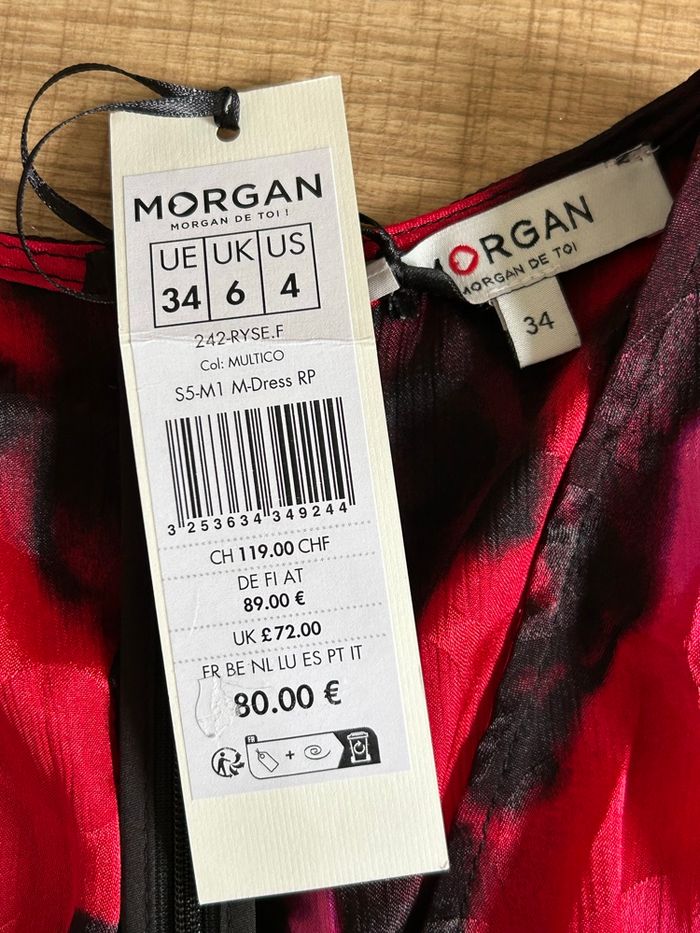 MORGAN
MORGAN DE TOI !
UE UK US
34 6 4
242-RYSE.F
Col: MULTICO
S5-M1 M-Dress RP
3 253634 349244
CH 119.00 CHF
DE FI AT
89.00 €
UK £72.00
FR BE NL LU ES PT IT
80.00 €
FR
+
MORGAN
MORGAN DE TOI
34